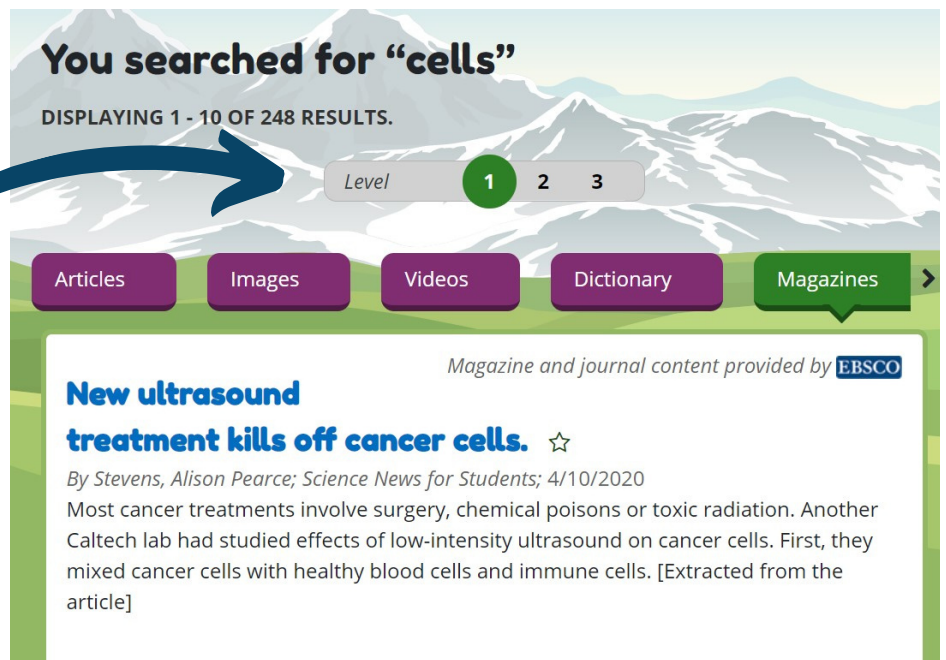 You searched for “cells”
DISPLAYING 1 - 10 OF 248 RESULTS.
Level 1 2 3
Articles Images Videos Dictionary Magazines
Magazine and journal content provided by EBSCO
New ultrasound
treatment kills off cancer cells.
By Stevens, Alison Pearce; Science News for Students; 4/10/2020
Most cancer treatments involve surgery, chemical poisons or toxic radiation. Another
Caltech lab had studied effects of low-intensity ultrasound on cancer cells. First, they
mixed cancer cells with healthy blood cells and immune cells. [Extracted from the
article]